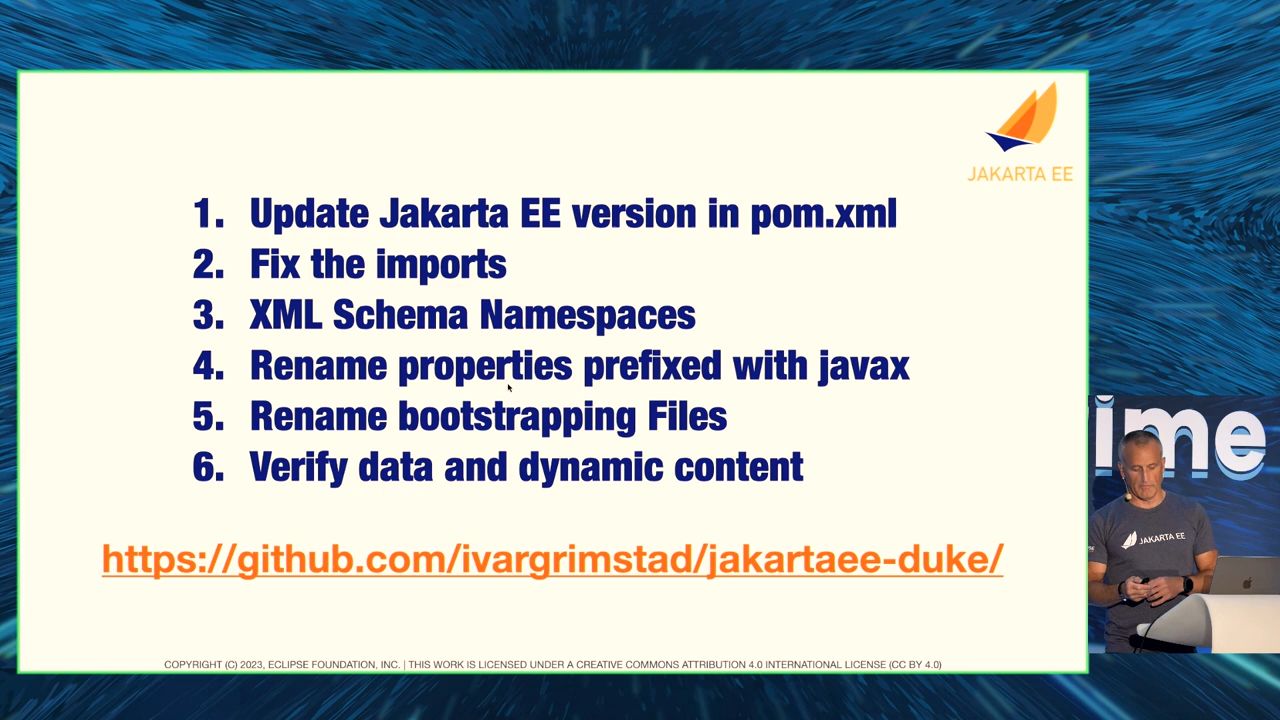 JAKARTA EE
1. Update Jakarta EE version in pom.xml
2. Fix the imports
3. XML Schema Namespaces
4. Rename properties prefixed with javax
5. Rename bootstrapping Files
6. Verify data and dynamic content
https://github.com/ivargrimstad/jakartaee-duke/
COPYRIGHT (C) 2023, ECLIPSE FOUNDATION, INC. | THIS WORK IS LICENSED UNDER A CREATIVE COMMONS ATTRIBUTION 4.0 INTERNATIONAL LICENSE (CC BY 4.0)
ime
JAKARTA EE